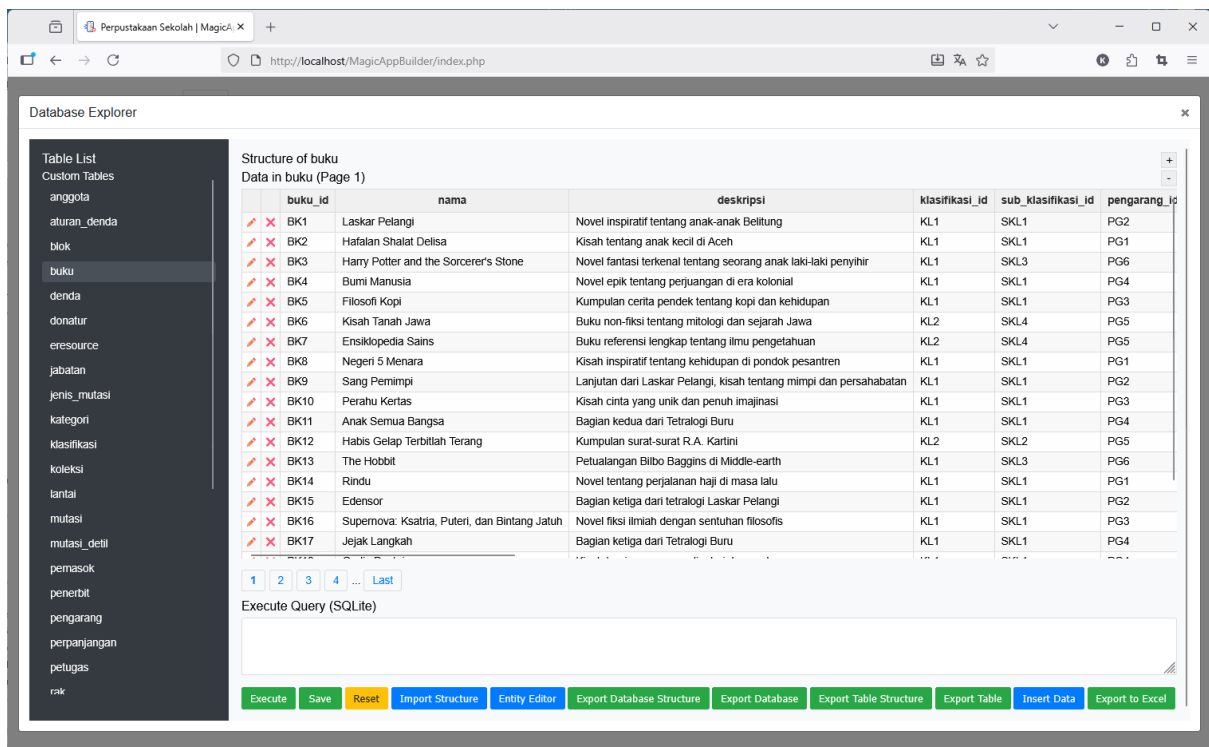 Perpustakaan Sekolah | MagicA
http://localhost/MagicAppBuilder/index.php
Database Explorer
Table List
Custom Tables
anggota
aturan_denda
blok
buku
denda
donatur
eresource
jabatan
jenis_mutasi
kategori
klasifikasi
koleksi
lantai
mutasi
mutasi_detil
pemasok
penerbit
pengarang
perpanjangan
petugas
rak
Structure of buku +
Data in buku (Page 1) -
buku_id nama deskripsi klasifikasi_id sub_klasifikasi_id pengarang_id
BK1 Laskar Pelangi Novel inspiratif tentang anak-anak Belitung KL1 SKL1 PG2
BK2 Hafalan Shalat Delisa Kisah tentang anak kecil di Aceh KL1 SKL1 PG1
BK3 Harry Potter and the Sorcerer's Stone Novel fantasi terkenal tentang seorang anak laki-laki penyihir KL1 SKL3 PG6
BK4 Bumi Manusia Novel epik tentang perjuangan di era kolonial KL1 SKL1 PG4
BK5 Filosofi Kopi Kumpulan cerita pendek tentang kopi dan kehidupan KL1 SKL1 PG3
BK6 Kisah Tanah Jawa Buku non-fiksi tentang mitologi dan sejarah Jawa KL2 SKL4 PG5
BK7 Ensiklopedia Sains Buku referensi lengkap tentang ilmu pengetahuan KL2 SKL4 PG5
BK8 Negeri 5 Menara Kisah inspiratif tentang kehidupan di pondok pesantren KL1 SKL1 PG1
BK9 Sang Pemimpi Lanjutan dari Laskar Pelangi, kisah tentang mimpi dan persahabatan KL1 SKL1 PG2
BK10 Perahu Kertas Kisah cinta yang unik dan penuh imajinasi KL1 SKL1 PG3
BK11 Anak Semua Bangsa Bagian kedua dari Tetralogi Buru KL1 SKL1 PG4
BK12 Habis Gelap Terbitlah Terang Kumpulan surat-surat R.A. Kartini KL2 SKL2 PG5
BK13 The Hobbit Petualangan Bilbo Baggins di Middle-earth KL1 SKL3 PG6
BK14 Rindu Novel tentang perjalanan haji di masa lalu KL1 SKL1 PG1
BK15 Edensor Bagian ketiga dari tetralogi Laskar Pelangi KL1 SKL1 PG2
BK16 Supernova: Ksatria, Puteri, dan Bintang Jatuh Novel fiksi ilmiah dengan sentuhan filosofis KL1 SKL1 PG3
BK17 Jejak Langkah Bagian ketiga dari Tetralogi Buru KL1 SKL1 PG4
1 2 3 4 ... Last
Execute Query (SQLite)
Execute Save Reset Import Structure Entity Editor Export Database Structure Export Database Export Table Structure Export Table Insert Data Export to Excel